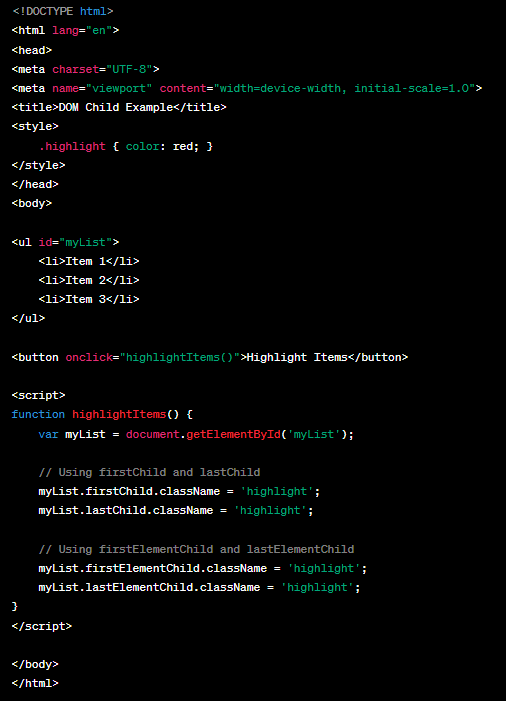 <!DOCTYPE html>
<html lang="en">
<head>
<meta charset="UTF-8">
<meta name="viewport" content="width=device-width, initial-scale=1.0">
<title>DOM Child Example</title>
<style>
    .highlight { color: red; }
</style>
</head>
<body>

<ul id="myList">
    <li>Item 1</li>
    <li>Item 2</li>
    <li>Item 3</li>
</ul>

<button onclick="highlightItems()">Highlight Items</button>

<script>
function highlightItems() {
    var myList = document.getElementById('myList');

    // Using firstChild and lastChild
    myList.firstChild.className = 'highlight';
    myList.lastChild.className = 'highlight';

    // Using firstElementChild and lastElementChild
    myList.firstElementChild.className = 'highlight';
    myList.lastElementChild.className = 'highlight';
}
</script>

</body>
</html>